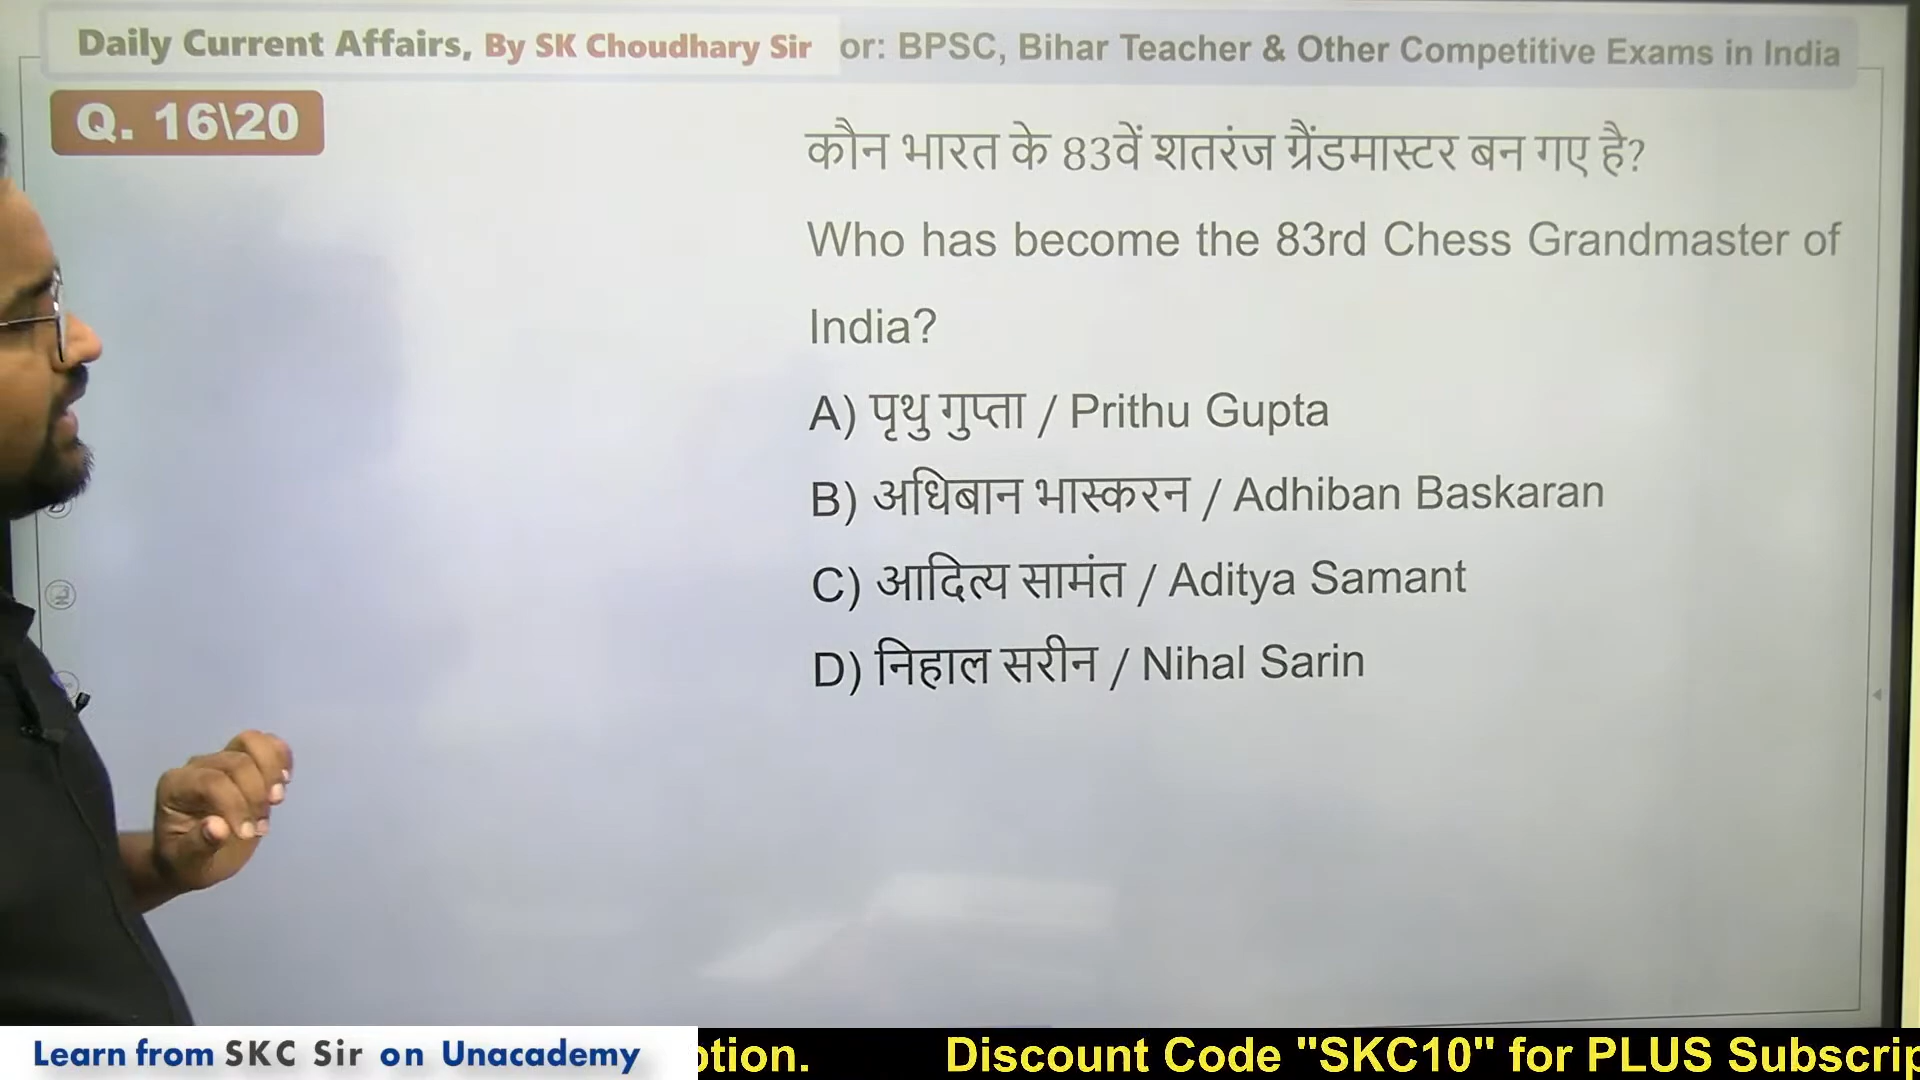 Daily Current Affairs, By SK Choudhary Sir or: BPSC, Bihar Teacher & Other Competitive Exams in India
Q. 16\20
कौन भारत के 83वें शतरंज ग्रैंडमास्टर बन गए है?
Who has become the 83rd Chess Grandmaster of
India?
A) पृथु गुप्ता / Prithu Gupta
B) अधिबान भास्करन / Adhiban Baskaran
C) आदित्य सामंत / Aditya Samant
D) निहाल सरीन / Nihal Sarin
Learn from SKC Sir on Unacademy
ption. Discount Code "SKC10" for PLUS Subscrip